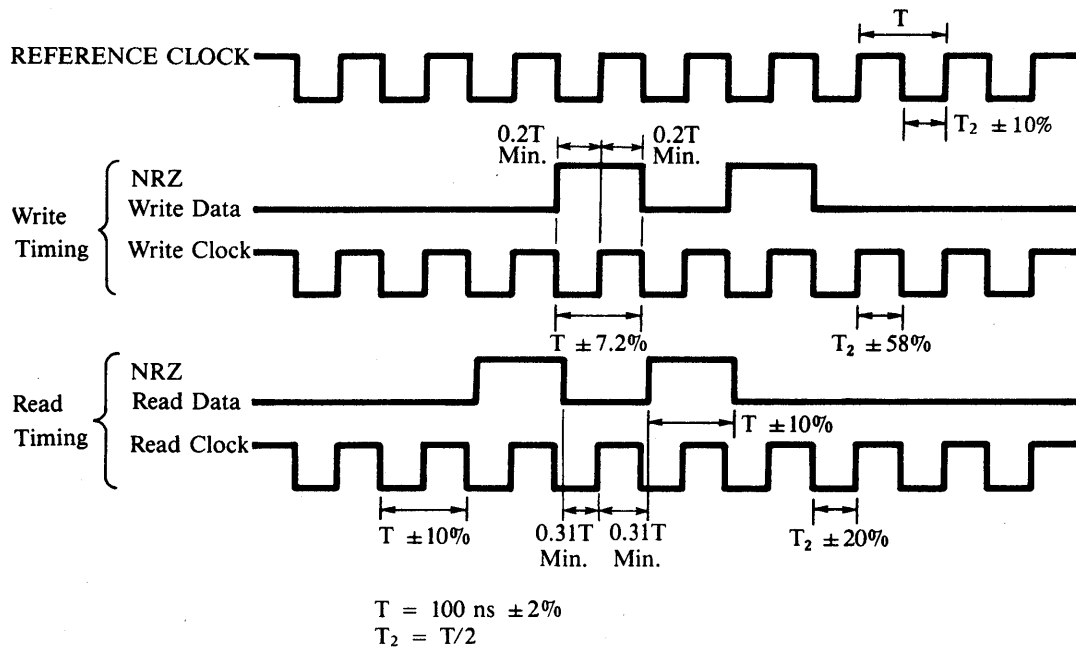 T
REFERENCE CLOCK
T₂ ±10%
0.2T
Min.
0.2T
Min.
Write
Timing
NRZ
Write Data
Write Clock
T ±7.2%
T₂ ±58%
Read
Timing
NRZ
Read Data
T ±10%
Read Clock
T ±10%
0.31T
Min.
0.31T
Min.
T₂ ±20%
T = 100 ns ±2%
T₂ = T/2